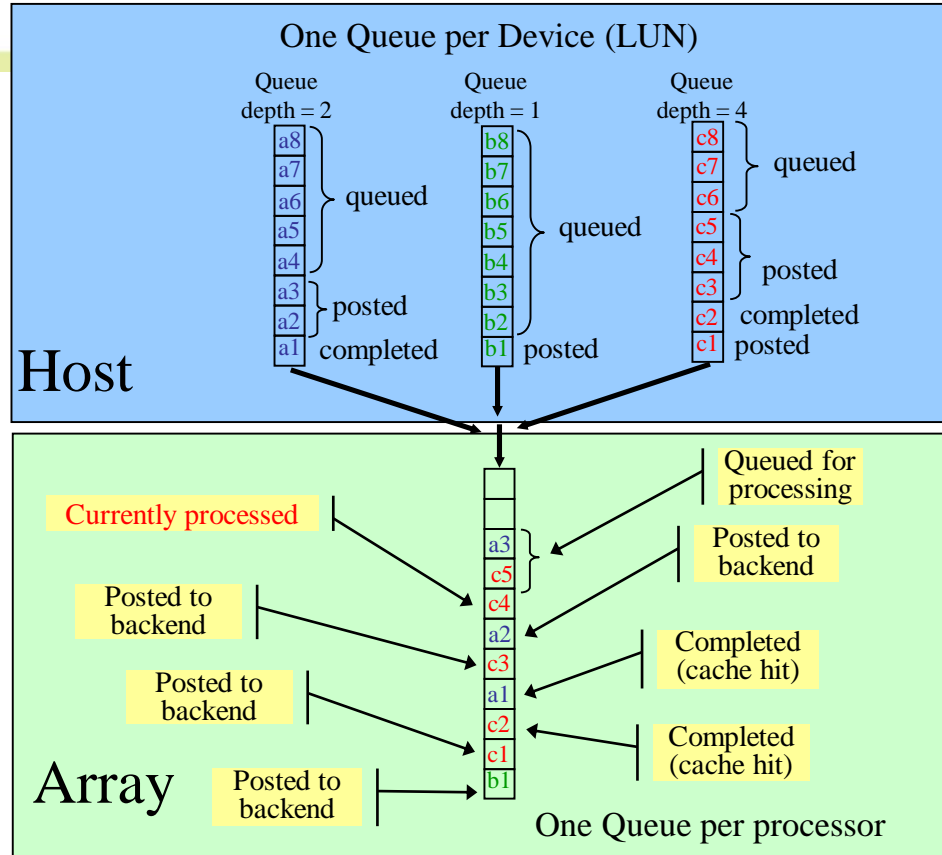 One Queue per Device (LUN)
Queue
depth = 2
Queue
depth = 1
Queue
depth = 4
a8
a7
a6
a5
a4
a3
a2
a1
queued
posted
completed
b8
b7
b6
b5
b4
b3
b2
b1
queued
posted
c8
c7
c6
c5
c4
c3
c2
c1
queued
posted
completed
posted
Host
Queued for
processing
Currently processed
a3
c5
c4
a2
c3
a1
c2
c1
b1
Posted to
backend
Posted to
backend
Completed
(cache hit)
Posted to
backend
Completed
(cache hit)
Posted to
backend
Array
One Queue per processor